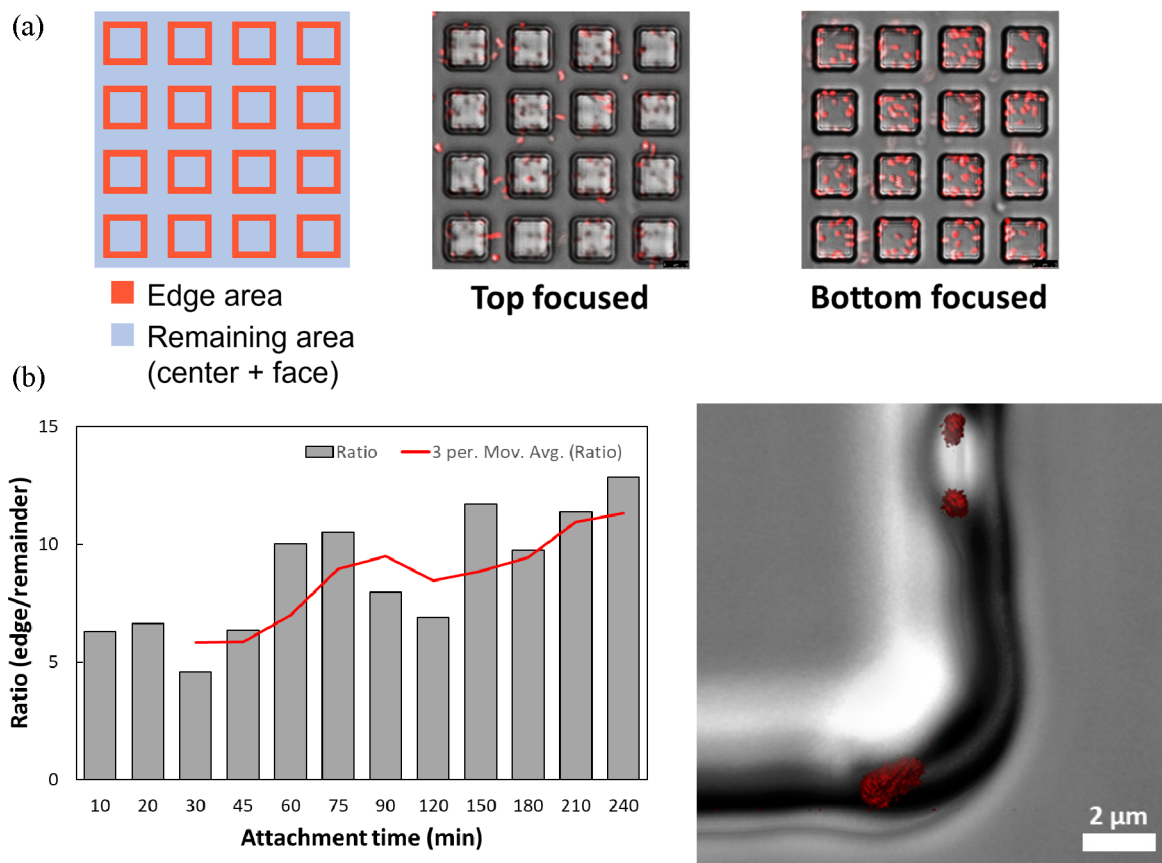 (a)
Edge area
Remaining area
(center + face)
Top focused
Bottom focused
(b)
Ratio (edge/remainder)
15
10
5
0
Ratio
3 per. Mov. Avg. (Ratio)
10 20 30 45 60 75 90 120 150 180 210 240
Attachment time (min)
2 μm